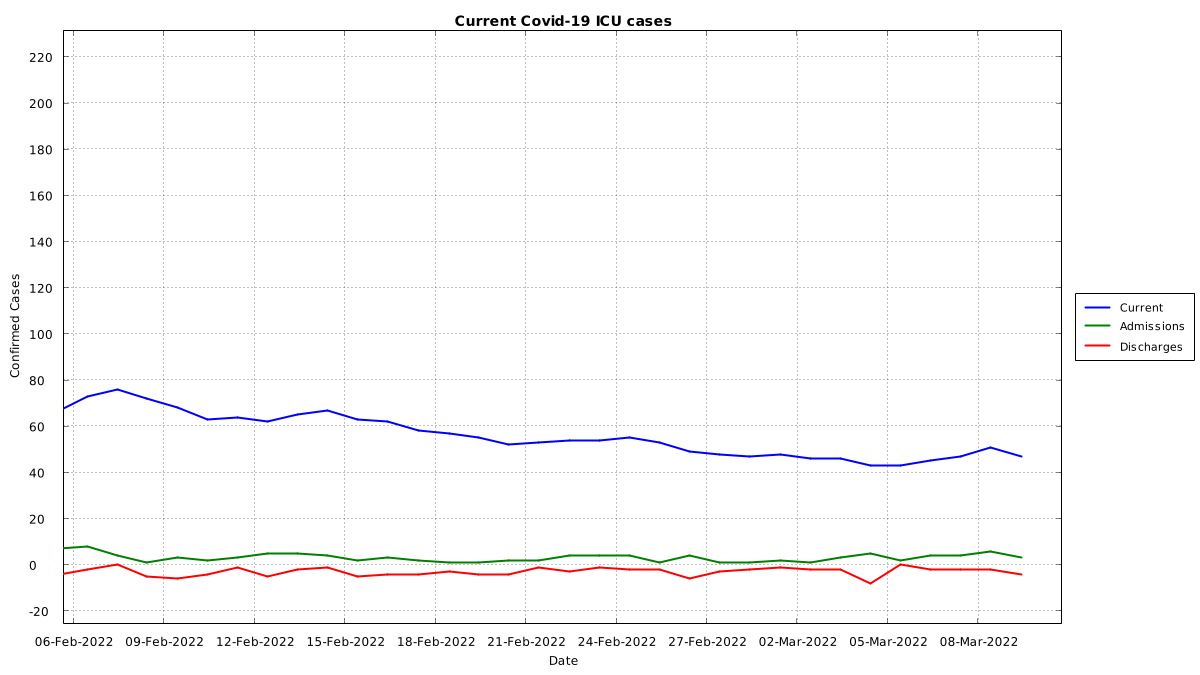 Current Covid-19 ICU cases
220
200
180
160
140
120
100
80
60
40
20
0
-20
Confirmed Cases
06-Feb-2022 09-Feb-2022 12-Feb-2022 15-Feb-2022 18-Feb-2022 21-Feb-2022 24-Feb-2022 27-Feb-2022 02-Mar-2022 05-Mar-2022 08-Mar-2022
Date
Current
Admissions
Discharges